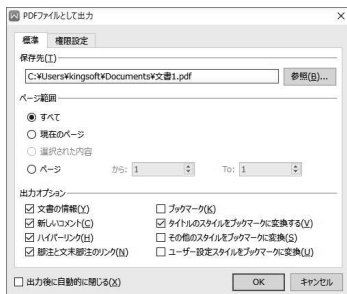 PDFファイルとして出力
標準 権限設定
保存先(T)
C:¥Users¥kingsoft¥Documents¥文書1.pdf 参照(B)...
ページ範囲
すべて
現在のページ
選択された内容
ページ から: 1 To: 1
出力オプション
文書の情報(Y) ブックマーク(K)
新しいコメント(C) タイトルのスタイルをブックマークに変換する(V)
ハイパーリンク(H) その他のスタイルをブックマークに変換(S)
脚注と文末脚注のリンク(N) ユーザー設定スタイルをブックマークに変換(U)
出力後に自動的に閉じる(X) OK キャンセル